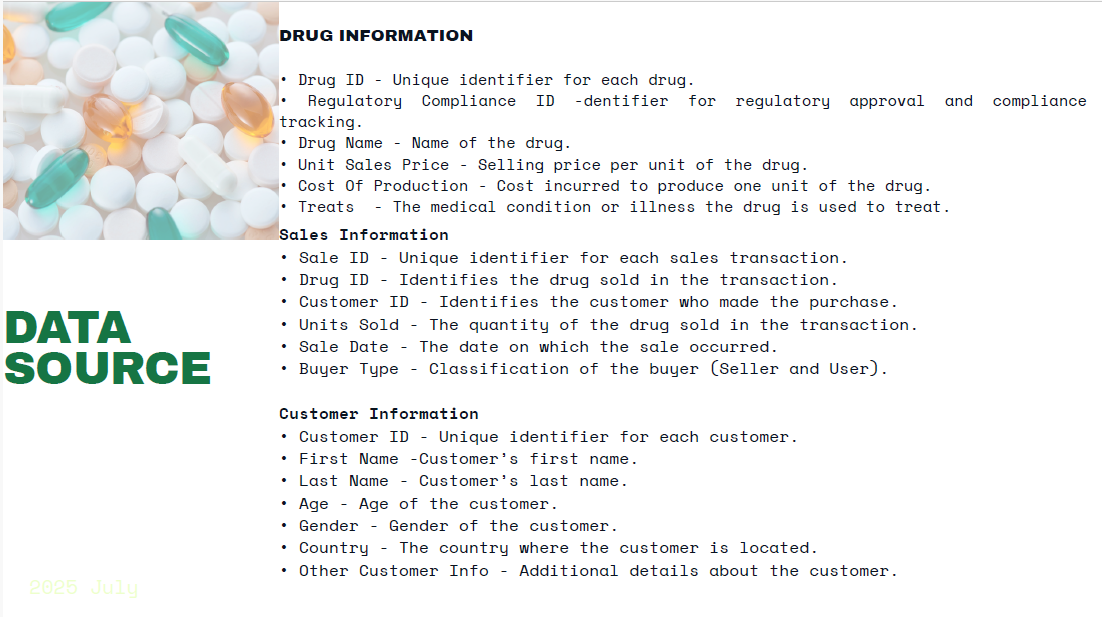 DRUG INFORMATION
• Drug ID - Unique identifier for each drug.
• Regulatory Compliance ID -dentifier for regulatory approval and compliance
tracking.
• Drug Name - Name of the drug.
• Unit Sales Price - Selling price per unit of the drug.
• Cost Of Production - Cost incurred to produce one unit of the drug.
• Treats - The medical condition or illness the drug is used to treat.
Sales Information
• Sale ID - Unique identifier for each sales transaction.
• Drug ID - Identifies the drug sold in the transaction.
• Customer ID - Identifies the customer who made the purchase.
• Units Sold - The quantity of the drug sold in the transaction.
• Sale Date - The date on which the sale occurred.
• Buyer Type - Classification of the buyer (Seller and User).
Customer Information
• Customer ID - Unique identifier for each customer.
• First Name -Customer’s first name.
• Last Name - Customer’s last name.
• Age - Age of the customer.
• Gender - Gender of the customer.
• Country - The country where the customer is located.
• Other Customer Info - Additional details about the customer.
DATA
SOURCE
2025 July